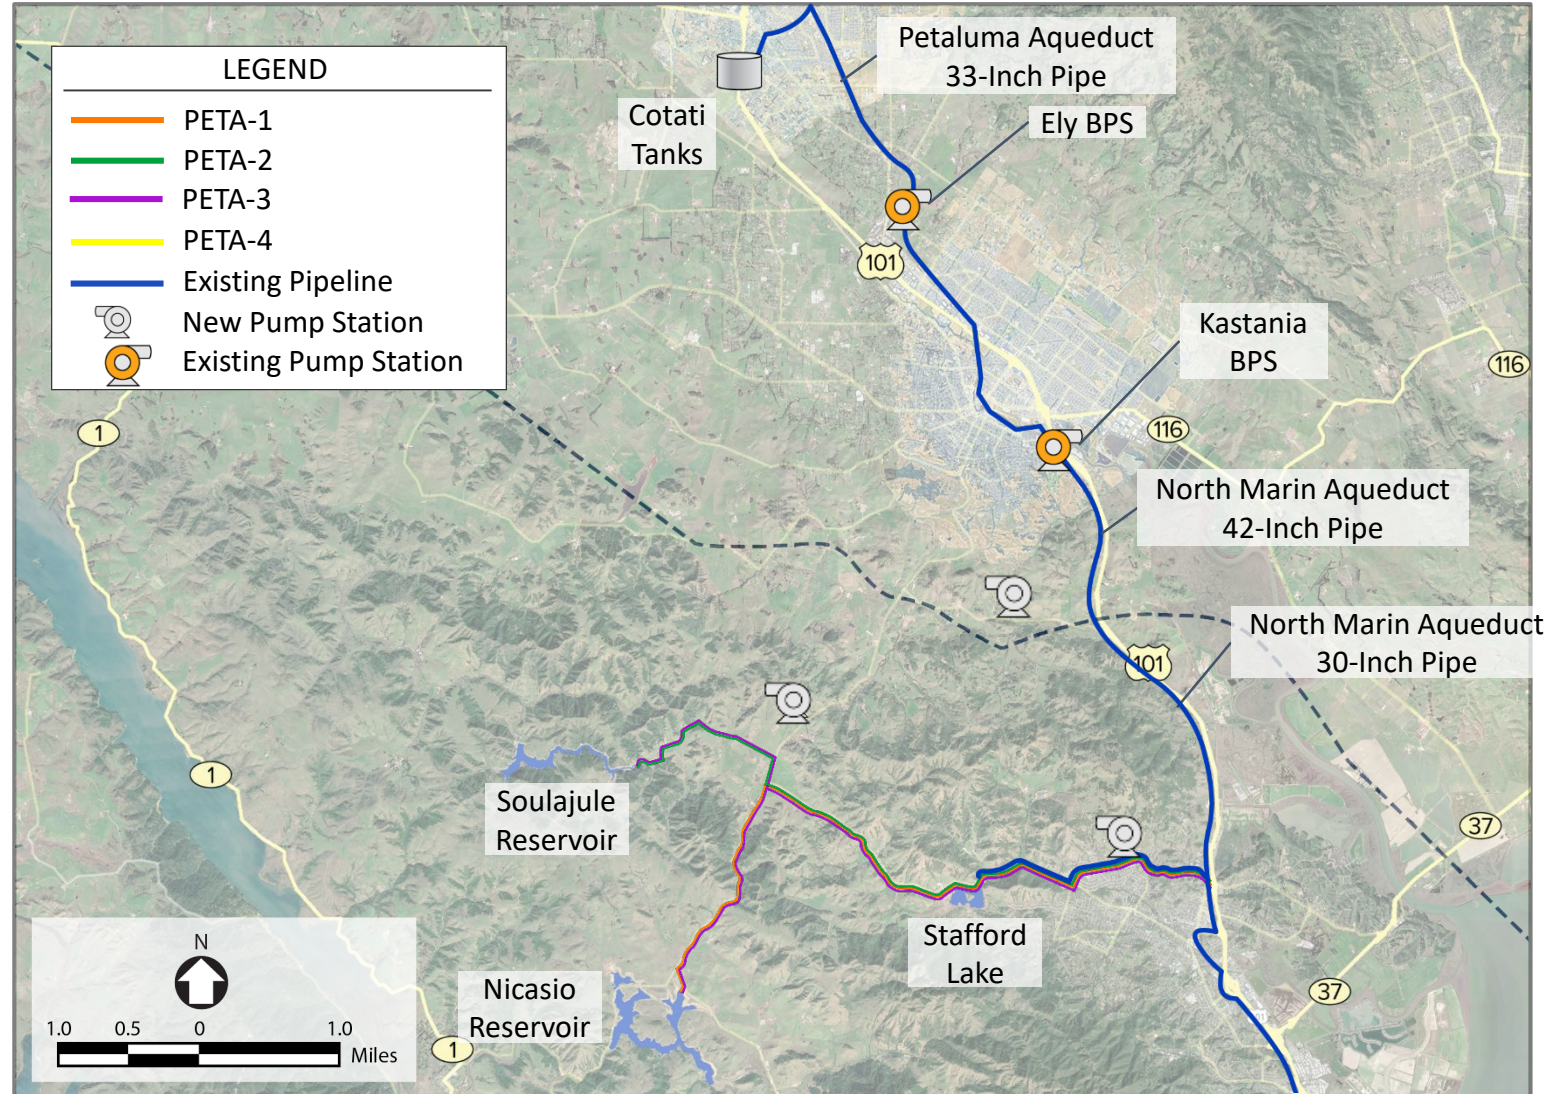 LEGEND
PETA-1
PETA-2
PETA-3
PETA-4
Existing Pipeline
New Pump Station
Existing Pump Station
Petaluma Aqueduct
33-Inch Pipe
Cotati
Tanks
Ely BPS
101
Kastania
BPS
116
116
1
North Marin Aqueduct
42-Inch Pipe
North Marin Aqueduct
30-Inch Pipe
101
1
Soulajule
Reservoir
37
Stafford
Lake
Nicasio
Reservoir
37
1
N
1.0 0.5 0 1.0
Miles